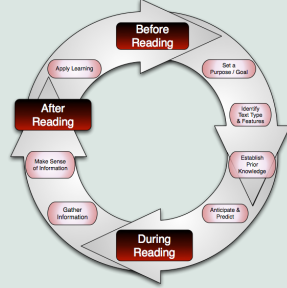 Before
Reading
Set a
Purpose / Goal
Identify
Text Type
& Features
Establish
Prior
Knowledge
Anticipate &
Predict
During
Reading
Gather
Information
Make Sense
of Information
After
Reading
Apply Learning